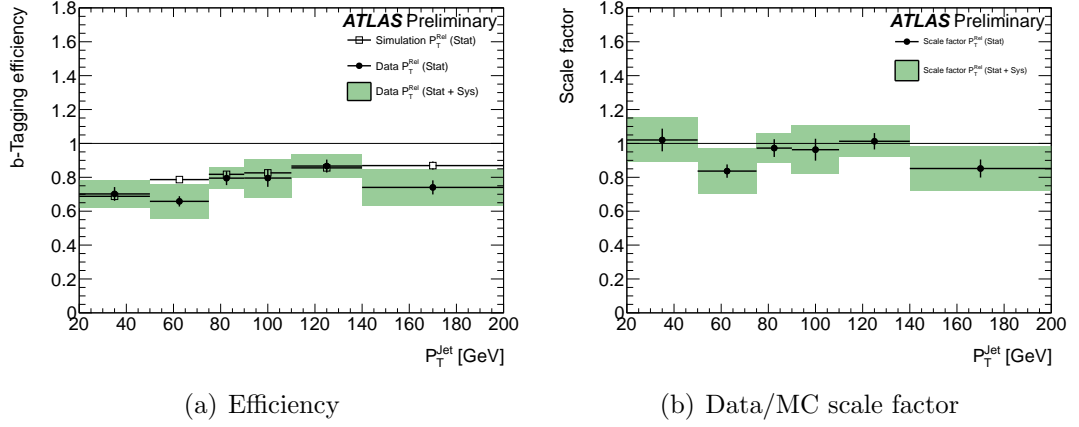 ATLAS Preliminary
Simulation P_T^Rel (Stat)
Data P_T^Rel (Stat)
Data P_T^Rel (Stat + Sys)
b-Tagging efficiency
1.8
1.6
1.4
1.2
1
0.8
0.6
0.4
0.2
0
20 40 60 80 100 120 140 160 180 200
P_T^Jet [GeV]
(a) Efficiency
ATLAS Preliminary
Scale factor P_T^Rel (Stat)
Scale factor P_T^Rel (Stat + Sys)
Scale factor
1.8
1.6
1.4
1.2
1
0.8
0.6
0.4
0.2
0
20 40 60 80 100 120 140 160 180 200
P_T^Jet [GeV]
(b) Data/MC scale factor